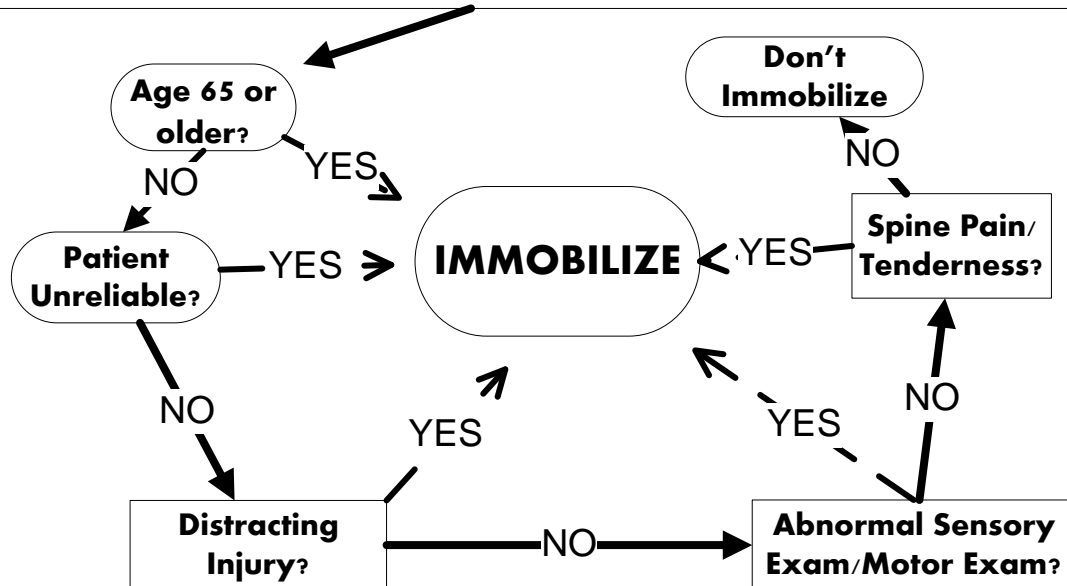 Age 65 or
older?
YES
NO
Patient
Unreliable?
YES
NO
Distracting
Injury?
YES
NO
Abnormal Sensory
Exam/Motor Exam?
YES
NO
Spine Pain/
Tenderness?
YES
NO
Don't
Immobilize
IMMOBILIZE